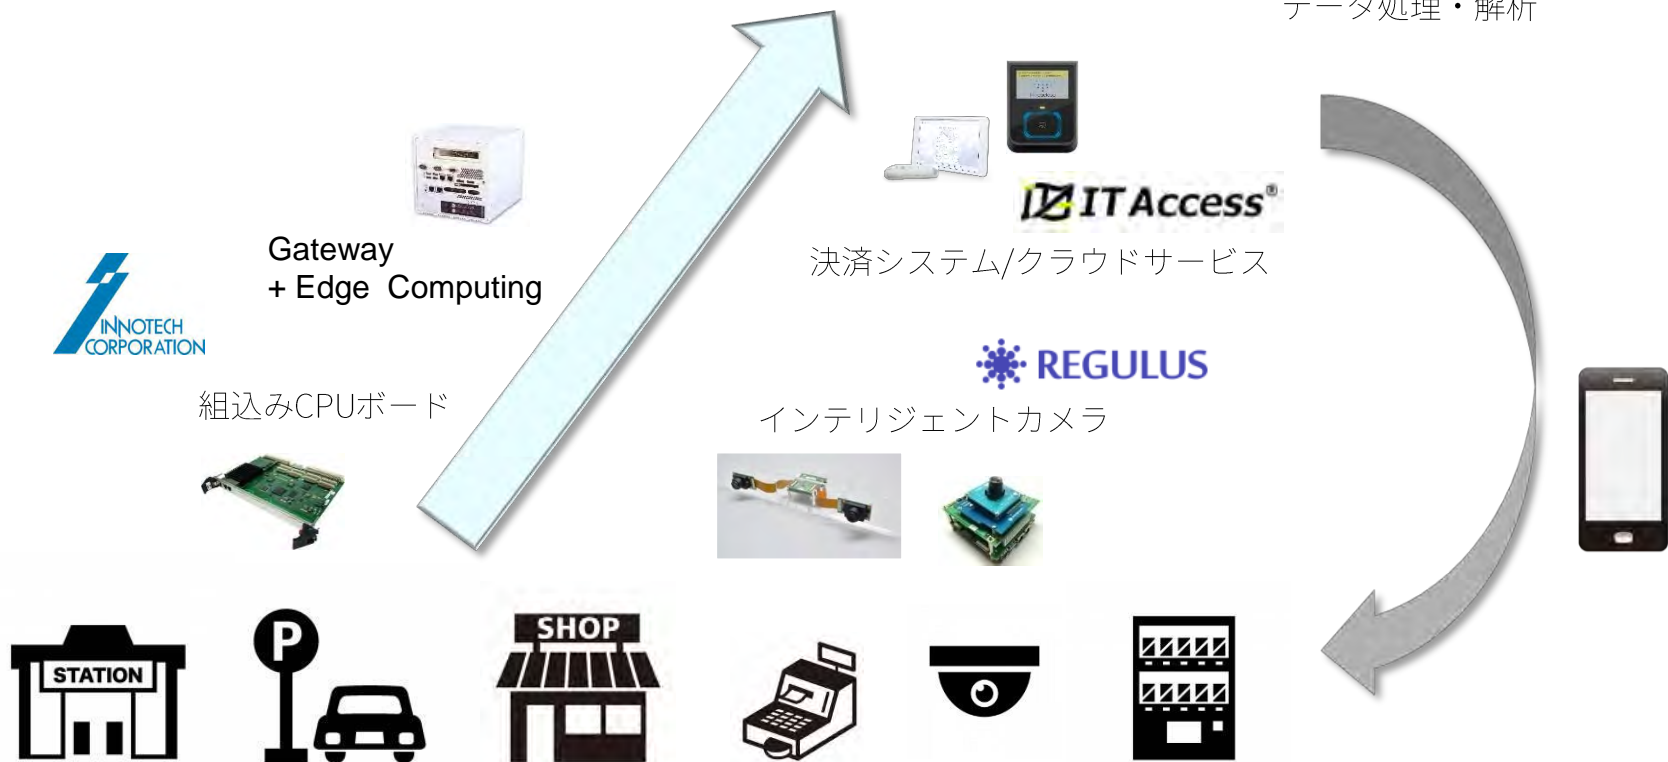 データ処理・解析
Gateway
+ Edge Computing
IT Access®
決済システム/クラウドサービス
INNOTECH
CORPORATION
REGULUS
組込みCPUボード
インテリジェントカメラ
STATION
P
SHOP